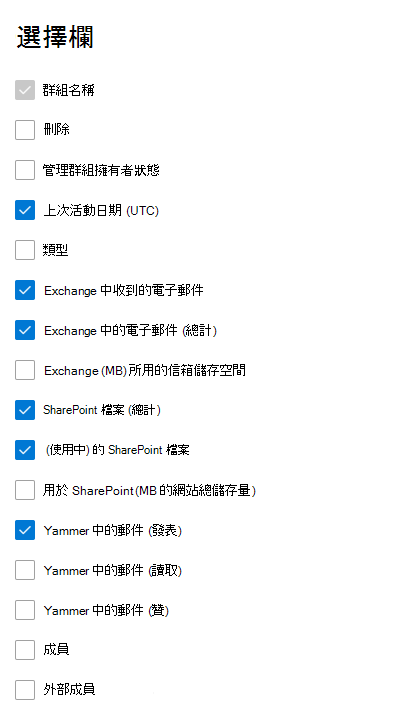 選擇欄
群組名稱
刪除
管理群組擁有者狀態
上次活動日期 (UTC)
類型
Exchange 中收到的電子郵件
Exchange 中的電子郵件 (總計)
Exchange (MB) 所用的信箱儲存空間
SharePoint 檔案 (總計)
(使用中) 的 SharePoint 檔案
用於 SharePoint (MB 的網站總儲存量)
Yammer 中的郵件 (發表)
Yammer 中的郵件 (讀取)
Yammer 中的郵件 (贊)
成員
外部成員